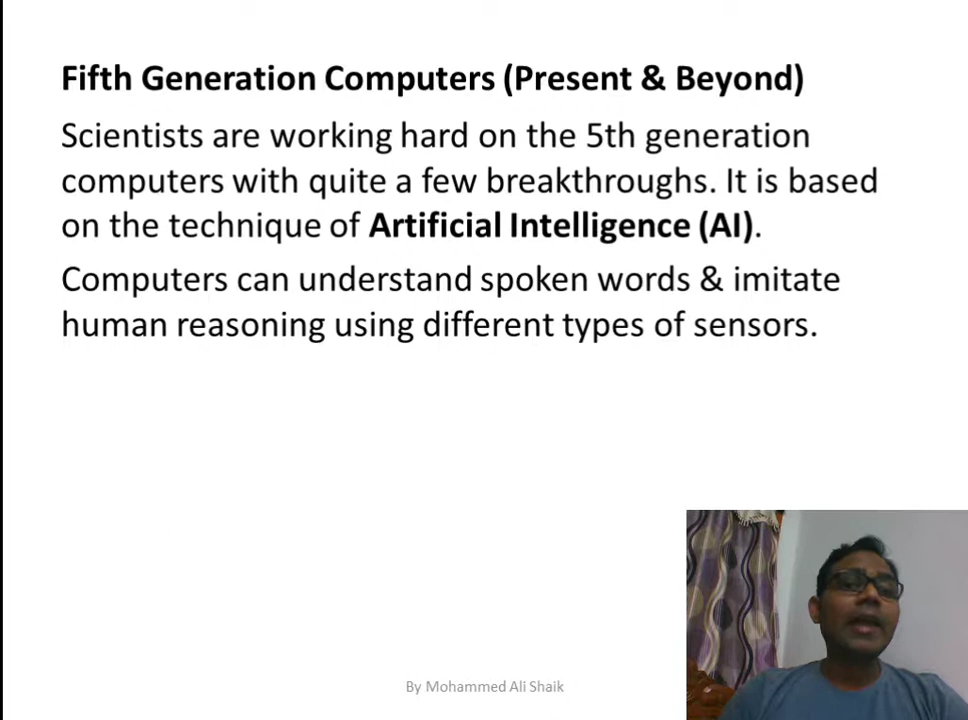 Fifth Generation Computers (Present & Beyond)
Scientists are working hard on the 5th generation
computers with quite a few breakthroughs. It is based
on the technique of Artificial Intelligence (AI).
Computers can understand spoken words & imitate
human reasoning using different types of sensors.
By Mohammed Ali Shaik